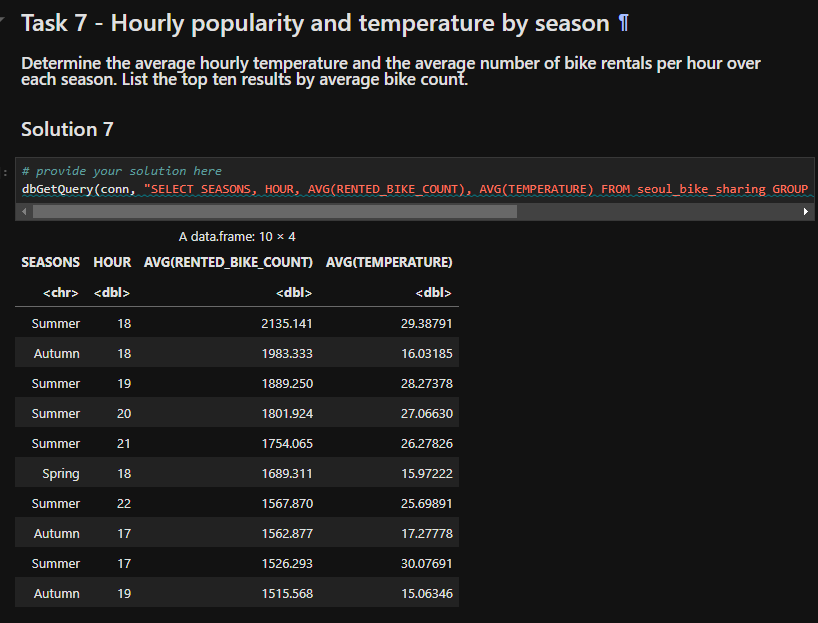 Task 7 - Hourly popularity and temperature by season ¶
Determine the average hourly temperature and the average number of bike rentals per hour over
each season. List the top ten results by average bike count.
Solution 7
:
# provide your solution here
dbGetQuery(conn, "SELECT SEASONS, HOUR, AVG(RENTED_BIKE_COUNT), AVG(TEMPERATURE) FROM seoul_bike_sharing GROUP
A data.frame: 10 × 4
SEASONS HOUR AVG(RENTED_BIKE_COUNT) AVG(TEMPERATURE)
<chr> <dbl> <dbl> <dbl>
Summer 18 2135.141 29.38791
Autumn 18 1983.333 16.03185
Summer 19 1889.250 28.27378
Summer 20 1801.924 27.06630
Summer 21 1754.065 26.27826
Spring 18 1689.311 15.97222
Summer 22 1567.870 25.69891
Autumn 17 1562.877 17.27778
Summer 17 1526.293 30.07691
Autumn 19 1515.568 15.06346